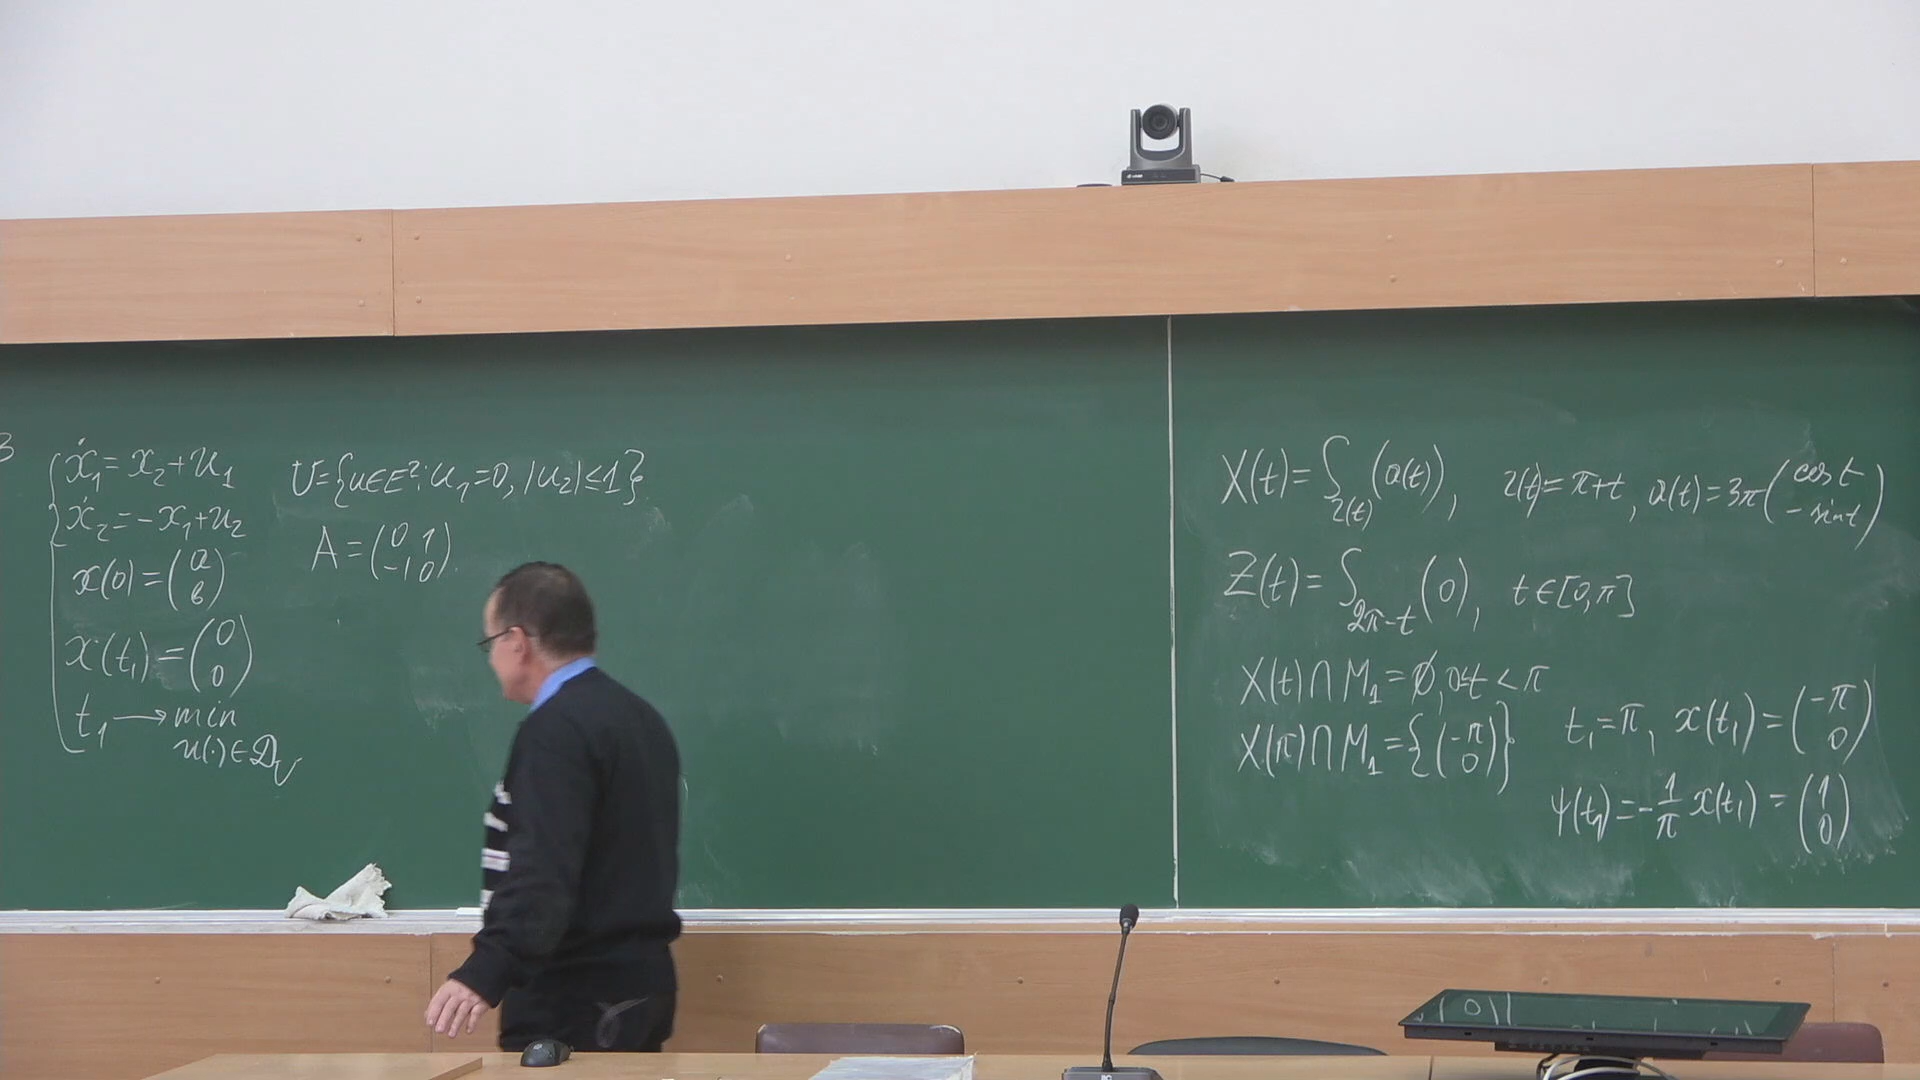 3
ẋ₁ = x₂ + u₁
ẋ₂ = -x₁ + u₂
x(0) = (a b)
x(t₁) = (0 0)
t₁ → min
u(·) ∈ D_U
U = {u ∈ E²: u₁ = 0, |u₂| ≤ 1}
A = (0 1 -1 0).
X(t) = S_{r(t)}(a(t)), r(t) = π + t, a(t) = 3π(cos t - sin t)
Z(t) = S_{2π-t}(0), t ∈ [0, π]
X(t) ∩ M₁ = ∅, 0 ≤ t < π
X(π) ∩ M₁ = {(-π 0)}
t₁ = π, x(t₁) = (-π 0)
ψ(t₁) = -1/π x(t₁) = (1 0)